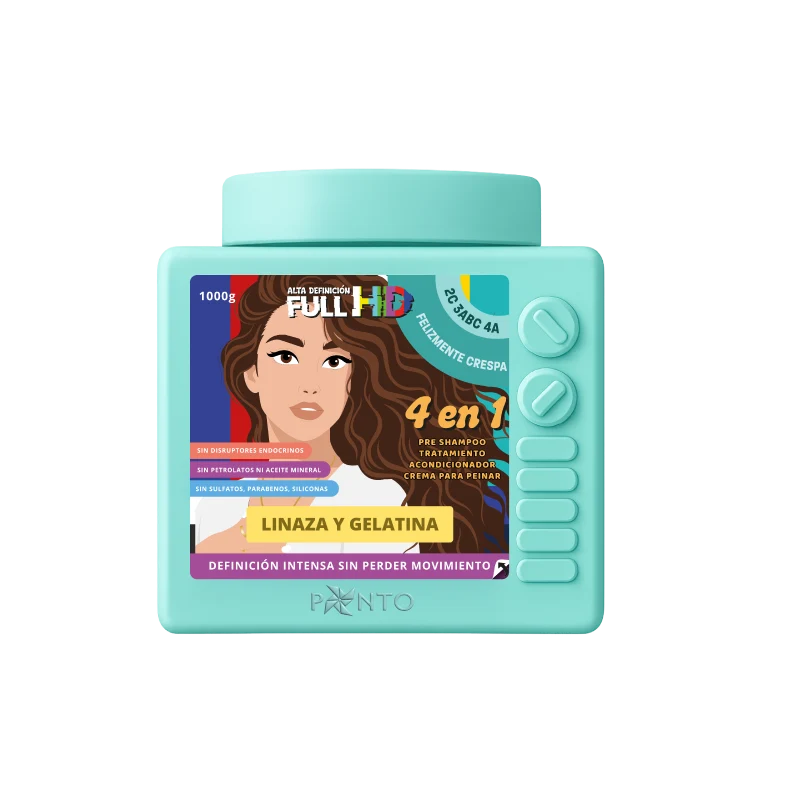 1000g
ALTA DEFINICIÓN
FULL HD
2C 3ABC 4A
FELIZMENTE CRESPA
4 en 1
PRE SHAMPOO
TRATAMIENTO
ACONDICIONADOR
CREMA PARA PEINAR
SIN DISRUPTORES ENDOCRINOS
SIN PETROLATOS NI ACEITE MINERAL
SIN SULFATOS, PARABENOS, SILICONAS
LINAZA Y GELATINA
DEFINICIÓN INTENSA SIN PERDER MOVIMIENTO